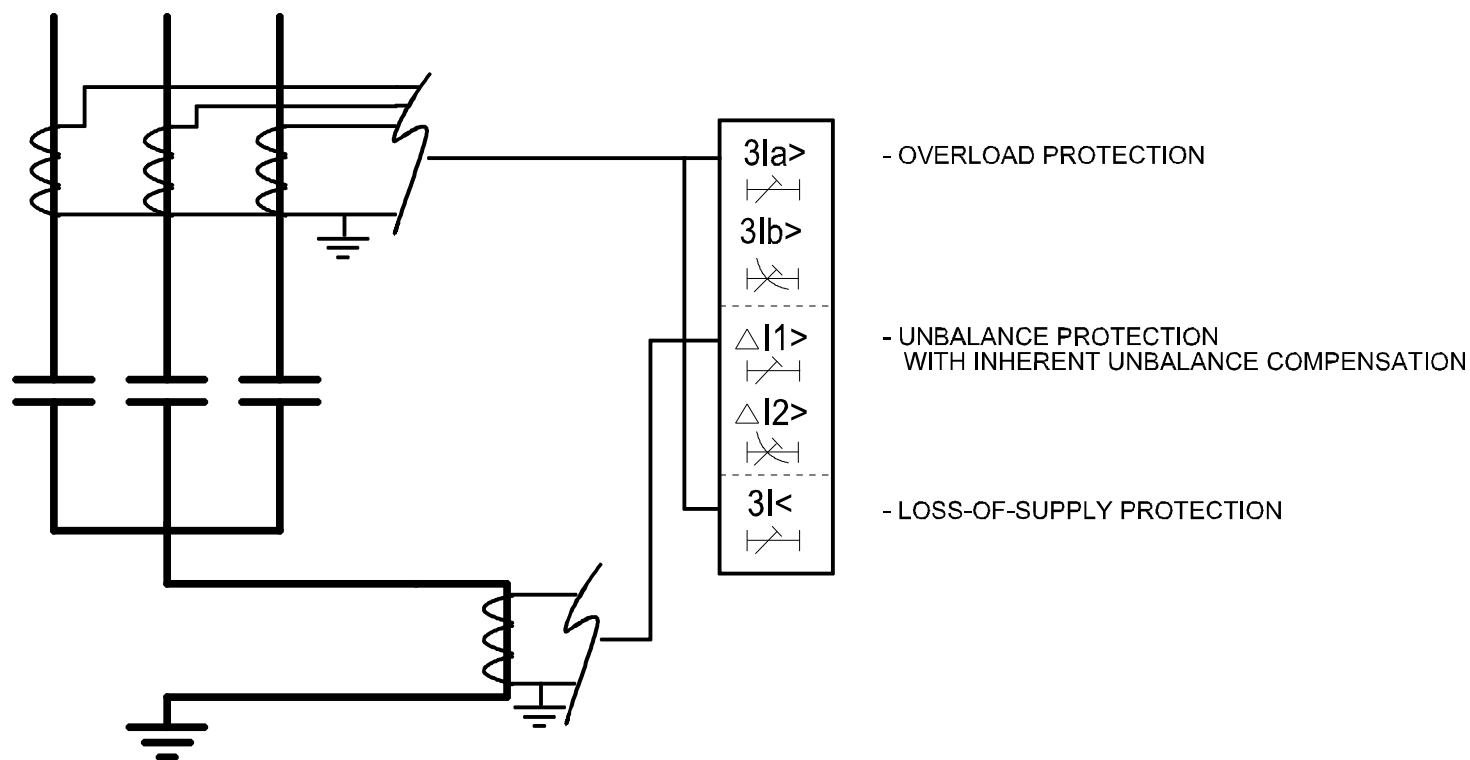 3Ia>
- OVERLOAD PROTECTION
3Ib>
△I1>
- UNBALANCE PROTECTION
WITH INHERENT UNBALANCE COMPENSATION
△I2>
3I<
- LOSS-OF-SUPPLY PROTECTION